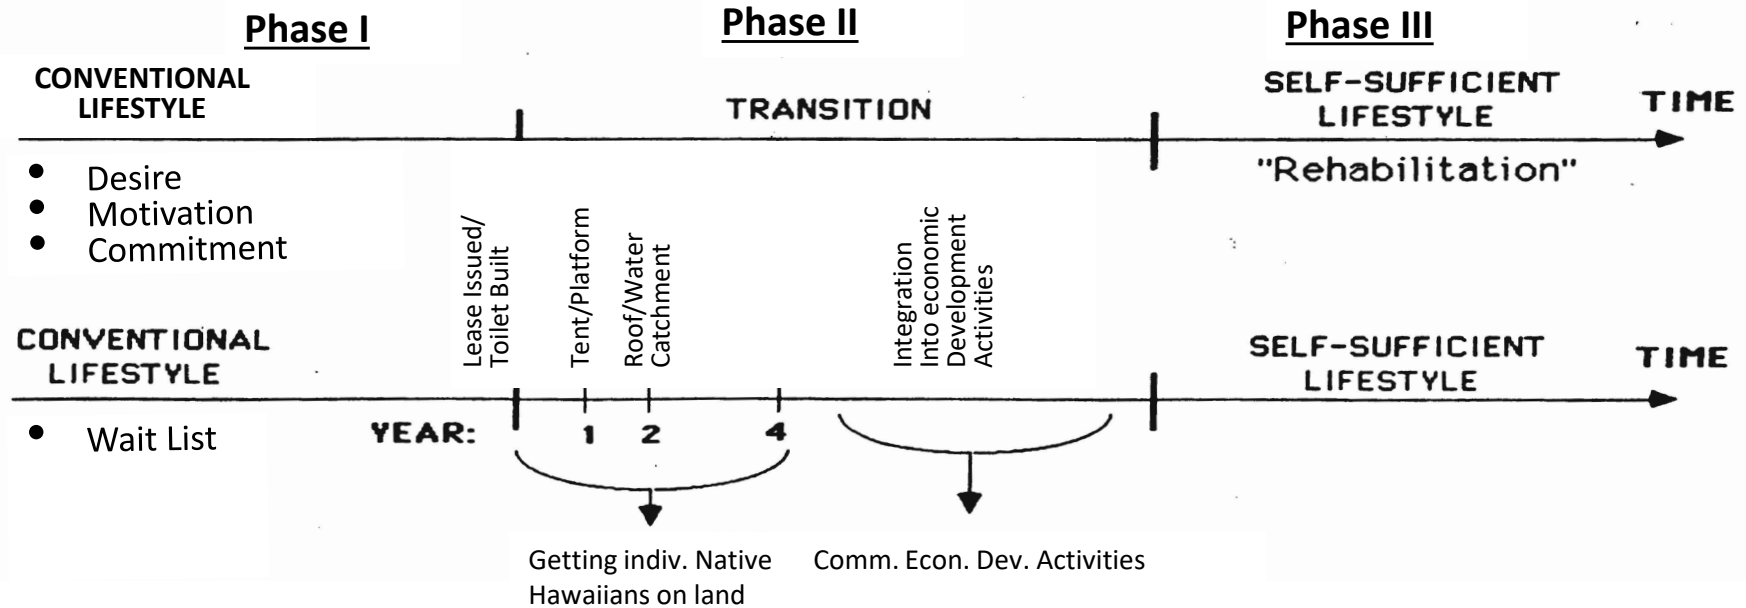 Phase I
Phase II
Phase III
CONVENTIONAL
LIFESTYLE
TRANSITION
SELF-SUFFICIENT
LIFESTYLE
TIME
"Rehabilitation"
• Desire
• Motivation
• Commitment
Lease Issued/
Toilet Built
Tent/Platform
Roof/Water
Catchment
Integration
Into economic
Development
Activities
CONVENTIONAL
LIFESTYLE
SELF-SUFFICIENT
LIFESTYLE
TIME
• Wait List
YEAR: 1 2 4
Getting indiv. Native
Hawaiians on land
Comm. Econ. Dev. Activities